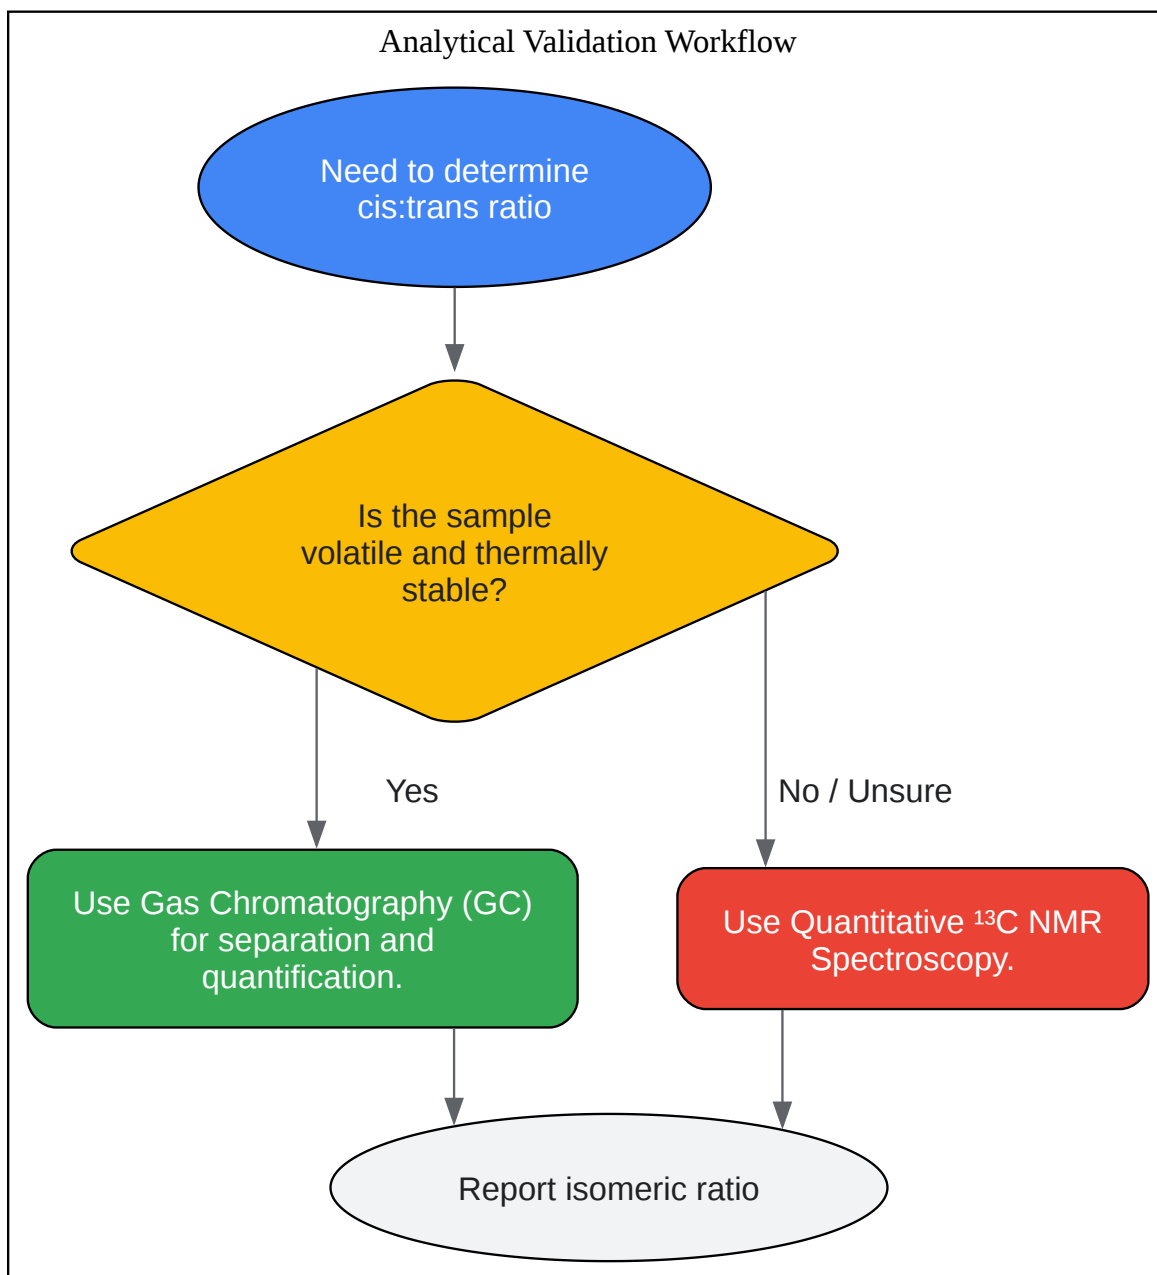 Analytical Validation Workflow
Need to determine
cis:trans ratio
Is the sample
volatile and thermally
stable?
Yes
No / Unsure
Use Gas Chromatography (GC)
for separation and
quantification.
Use Quantitative ¹³C NMR
Spectroscopy.
Report isomeric ratio